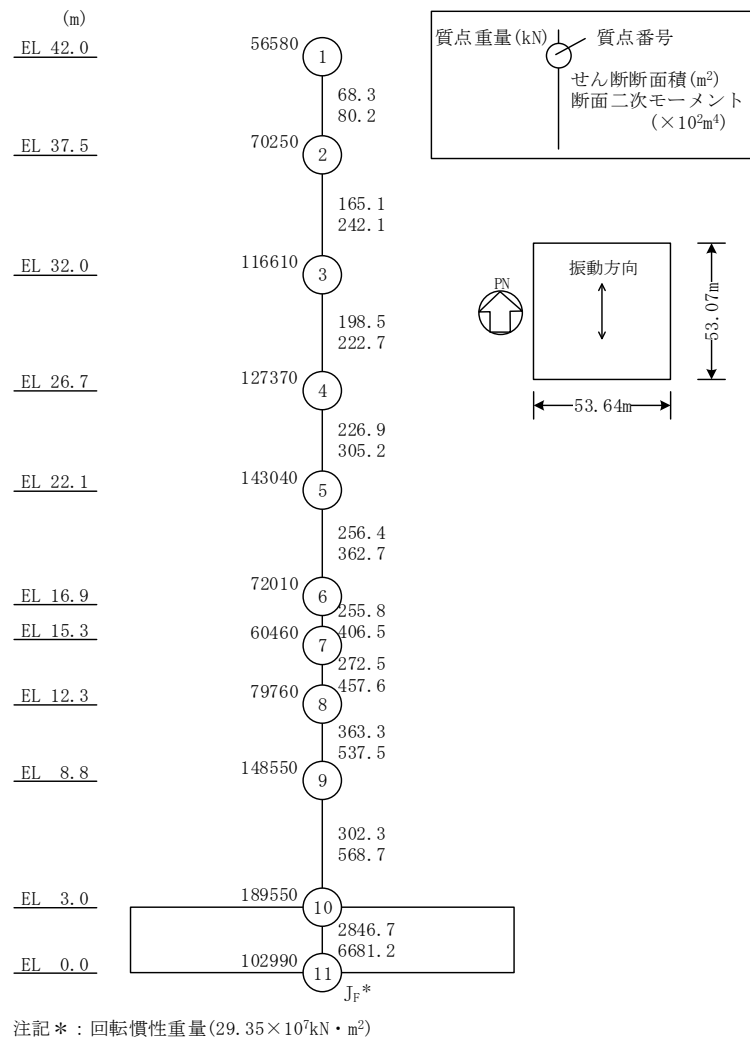 (m)
EL 42.0
56580
1
68.3
80.2
EL 37.5
70250
2
165.1
242.1
EL 32.0
116610
3
198.5
222.7
EL 26.7
127370
4
226.9
305.2
EL 22.1
143040
5
256.4
362.7
EL 16.9
72010
6
255.8
406.5
EL 15.3
60460
7
272.5
457.6
EL 12.3
79760
8
363.3
537.5
EL 8.8
148550
9
302.3
568.7
EL 3.0
189550
10
2846.7
6681.2
EL 0.0
102990
11
J_F*
質点重量(kN)
質点番号
せん断断面積(m²)
断面二次モーメント
(×10²m⁴)
PN
振動方向
53.07m
53.64m
注記*：回転慣性重量(29.35×10⁷kN・m²)